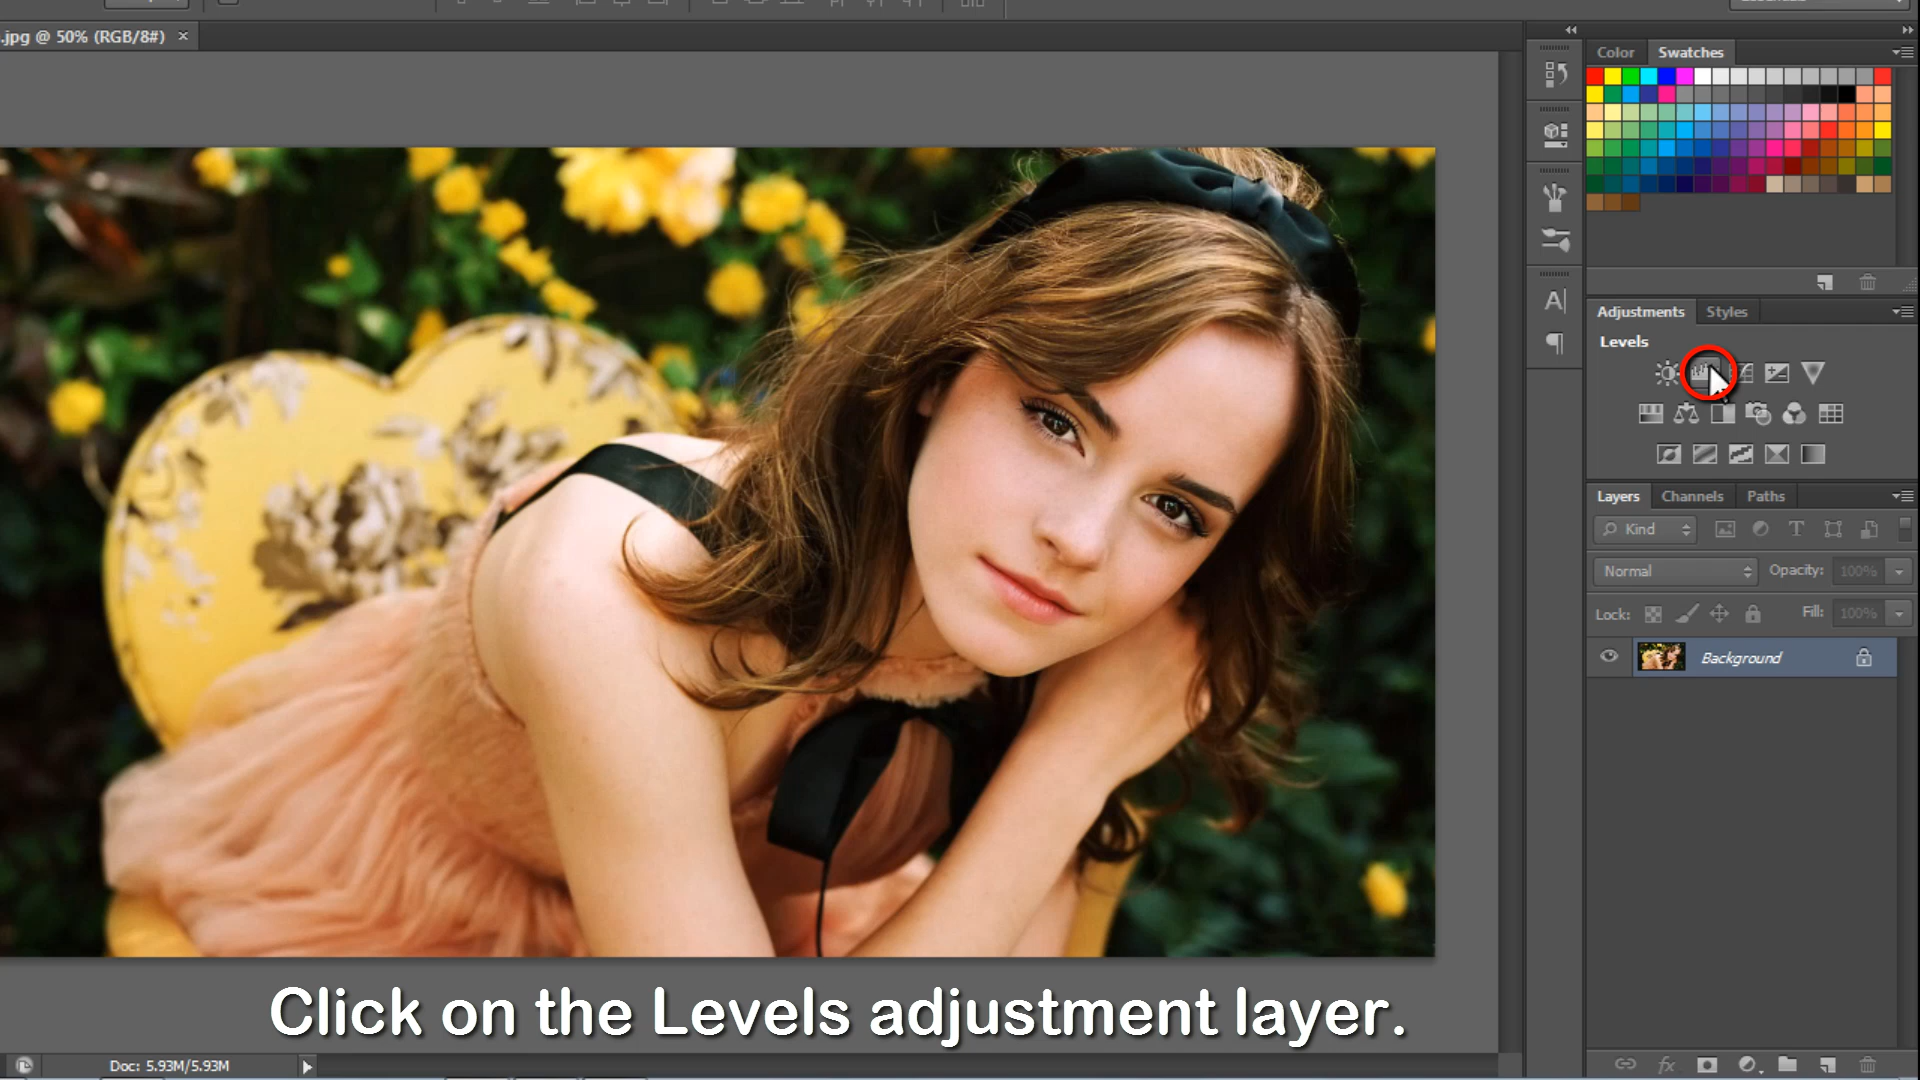 .jpg @ 50% (RGB/8#) ×
Color Swatches
Adjustments Styles
Levels
Layers Channels Paths
Kind
Normal Opacity: 100%
Lock: Fill: 100%
Background
Click on the Levels adjustment layer.
Doc: 5.93M/5.93M